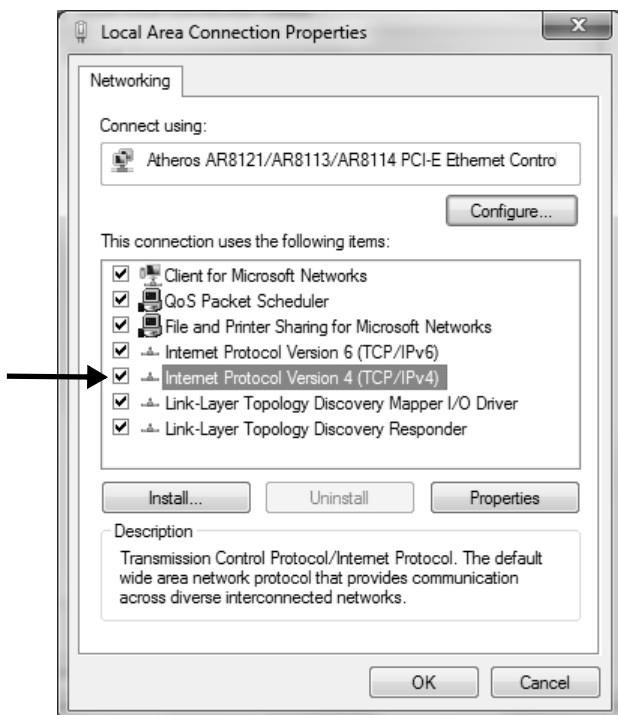 Local Area Connection Properties
Networking
Connect using:
Atheros AR8121/AR8113/AR8114 PCI-E Ethernet Contro
Configure...
This connection uses the following items:
Client for Microsoft Networks
QoS Packet Scheduler
File and Printer Sharing for Microsoft Networks
Internet Protocol Version 6 (TCP/IPv6)
Internet Protocol Version 4 (TCP/IPv4)
Link-Layer Topology Discovery Mapper I/O Driver
Link-Layer Topology Discovery Responder
Install... Uninstall Properties
Description
Transmission Control Protocol/Internet Protocol. The default
wide area network protocol that provides communication
across diverse interconnected networks.
OK Cancel